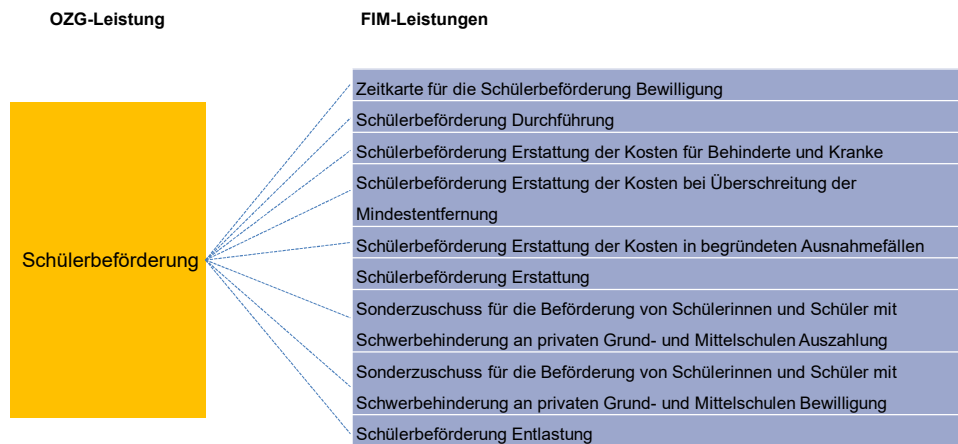 OZG-Leistung
FIM-Leistungen
Schülerbeförderung
Zeitkarte für die Schülerbeförderung Bewilligung
Schülerbeförderung Durchführung
Schülerbeförderung Erstattung der Kosten für Behinderte und Kranke
Schülerbeförderung Erstattung der Kosten bei Überschreitung der
Mindestentfernung
Schülerbeförderung Erstattung der Kosten in begründeten Ausnahmefällen
Schülerbeförderung Erstattung
Sonderzuschuss für die Beförderung von Schülerinnen und Schüler mit
Schwerbehinderung an privaten Grund- und Mittelschulen Auszahlung
Sonderzuschuss für die Beförderung von Schülerinnen und Schüler mit
Schwerbehinderung an privaten Grund- und Mittelschulen Bewilligung
Schülerbeförderung Entlastung